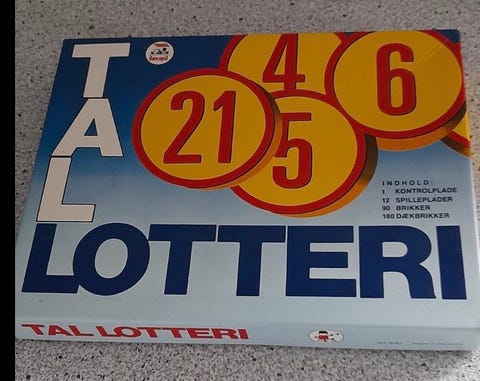 TAL
LOTTERI
4
6
21
5
INDHOLD:
1 KONTROLPLADE
12 SPILLEPLADER
90 BRIKKER
180 DÆKBRIKKER
TAL LOTTERI